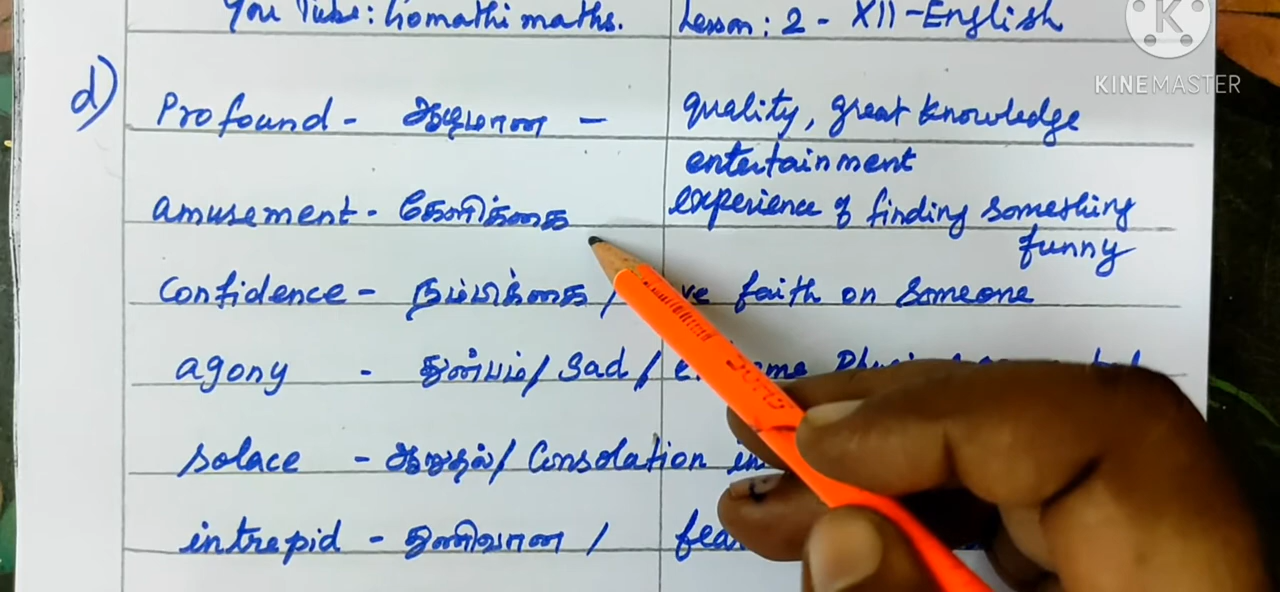 You Tube: Gomathi maths. Lesson: 2 - XII - English
K
KINEMASTER
d)
Profound - ஆழமான - quality, great knowledge
entertainment
amusement - கேளிக்கை experience of finding something
funny
Confidence - நம்பிக்கை / faith on Someone
agony - துன்பம் / Sad /
solace - ஆறுதல் / Consolation in
intrepid - துணிவான /